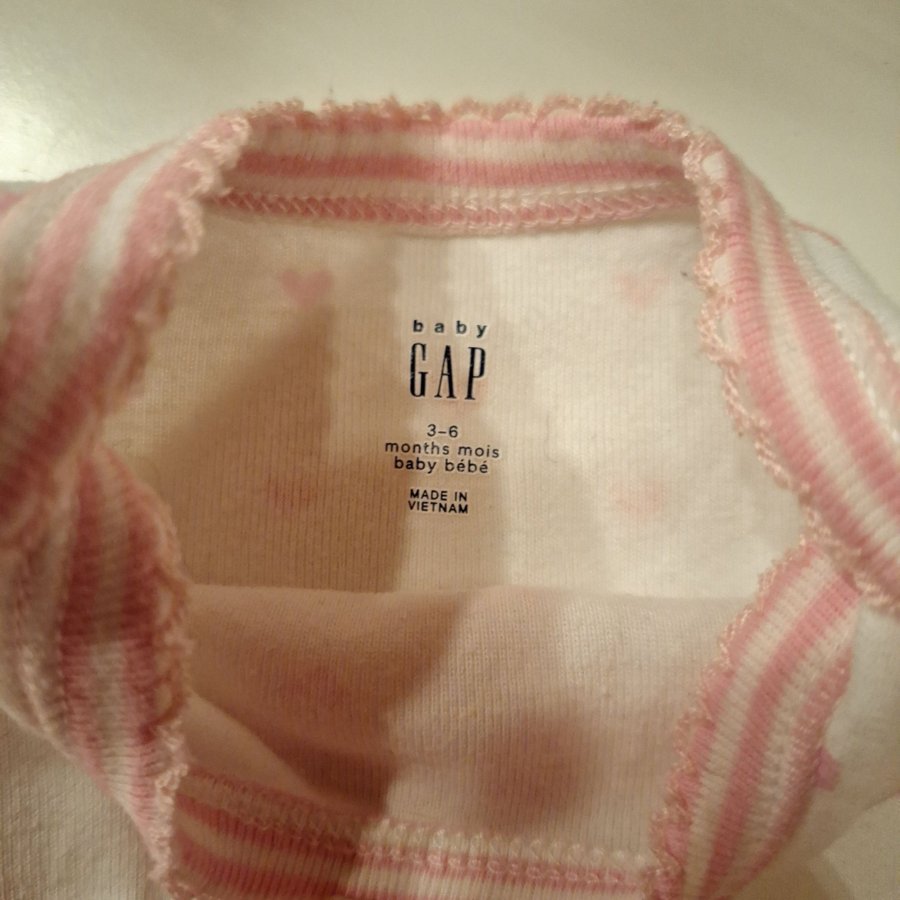 baby
GAP
3-6
months mois
baby bébé
MADE IN
VIETNAM